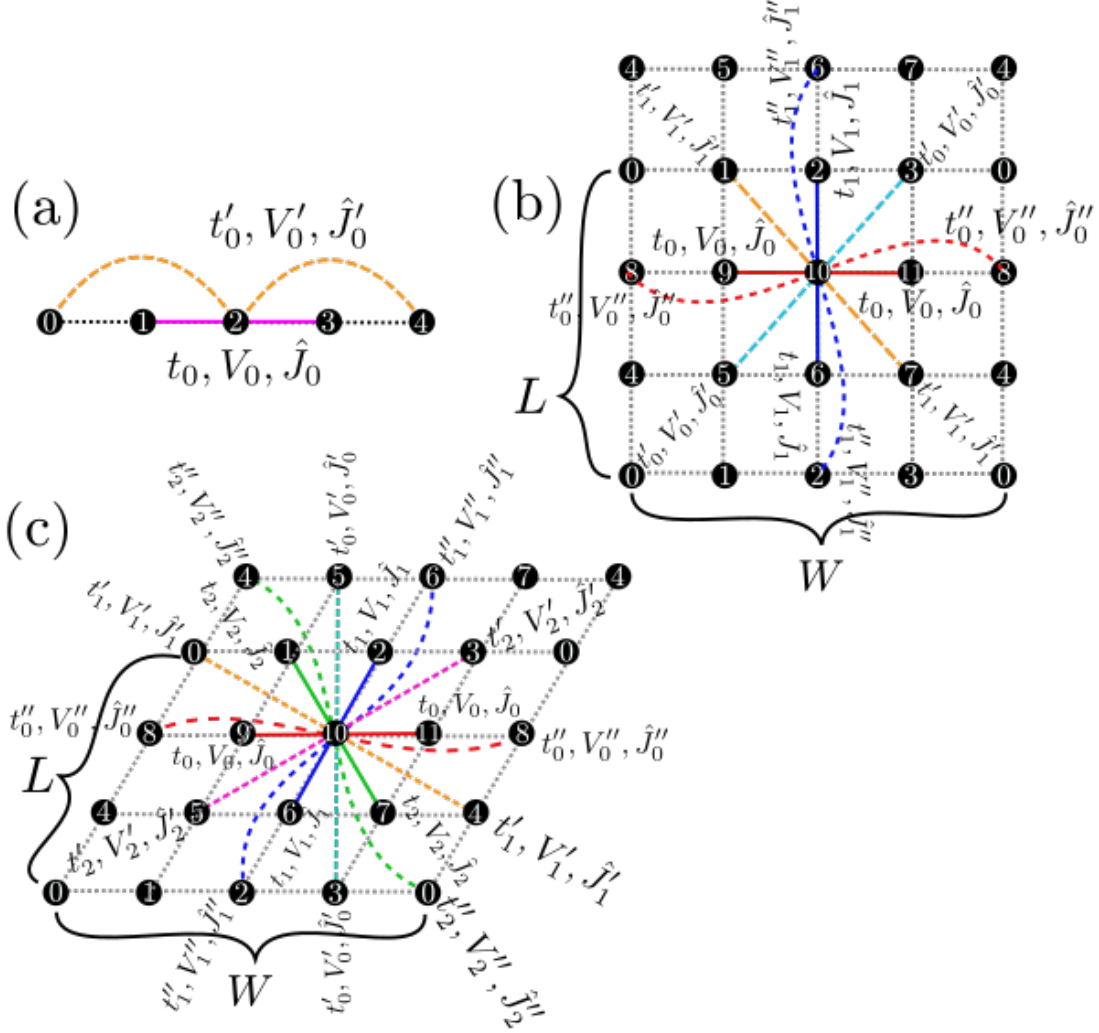 (a)
t′₀, V′₀, Ĵ′₀
0 1 2 3 4
t₀, V₀, Ĵ₀
(b)
t″₁, V″₁, Ĵ″₁
4 5 6 7 4
t′₁, V′₁, Ĵ′₁
t₁, V₁, Ĵ₁
t′₀, V′₀, Ĵ′₀
0 1 2 3 0
t₀, V₀, Ĵ₀
t″₀, V″₀, Ĵ″₀
8 9 10 11 8
t″₀, V″₀, Ĵ″₀
t₀, V₀, Ĵ₀
L
4 5 6 7 4
t′₀, V′₀, Ĵ′₀
t₁, V₁, Ĵ₁
t″₁, V″₁, Ĵ″₁
t′₁, V′₁, Ĵ′₁
0 1 2 3 0
W
(c)
t″₂, V″₂, Ĵ″₂
t′₀, V′₀, Ĵ′₀
t″₁, V″₁, Ĵ″₁
4 5 6 7 4
t′₁, V′₁, Ĵ′₁
t₂, V₂, Ĵ₂
t₁, V₁, Ĵ₁
t′₂, V′₂, Ĵ′₂
0 1 2 3 0
t″₀, V″₀, Ĵ″₀
t₀, V₀, Ĵ₀
8 9 10 11 8
t₀, V₀, Ĵ₀
t″₀, V″₀, Ĵ″₀
L
4 5 6 7 4
t′₂, V′₂, Ĵ′₂
t₁, V₁, Ĵ₁
t₂, V₂, Ĵ₂
t′₁, V′₁, Ĵ′₁
0 1 2 3 0
t″₁, V″₁, Ĵ″₁
t′₀, V′₀, Ĵ′₀
t″₂, V″₂, Ĵ″₂
W